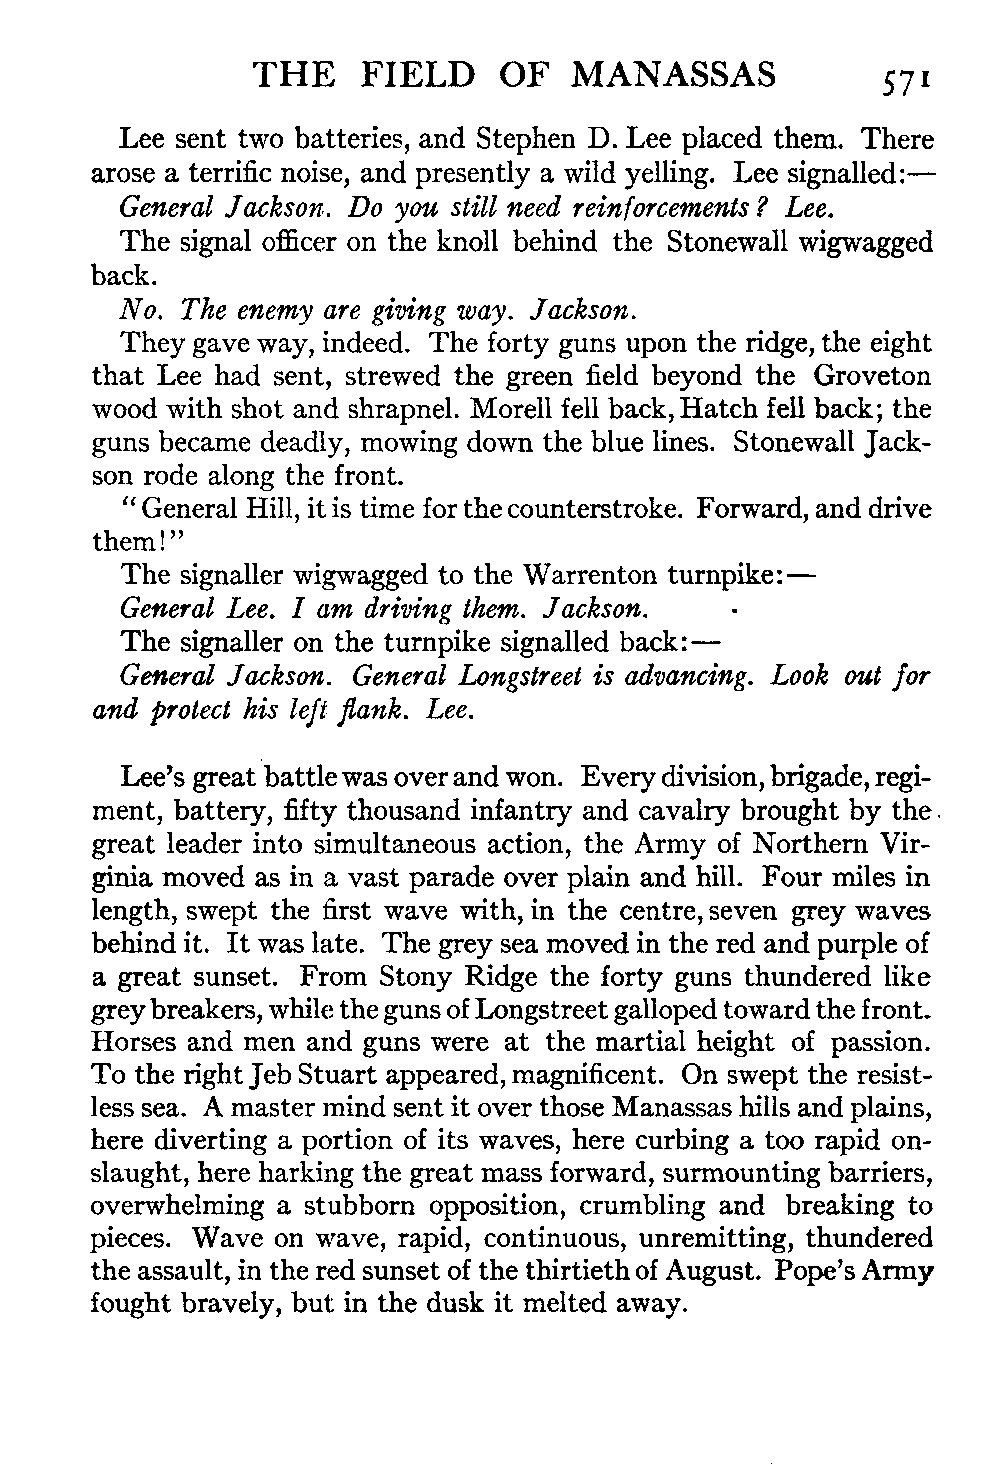 THE FIELD OF MANASSAS 571
Lee sent two batteries, and Stephen D. Lee placed them. There
arose a terrific noise, and presently a wild yelling. Lee signalled:—
General Jackson. Do you still need reinforcements? Lee.
The signal officer on the knoll behind the Stonewall wigwagged
back.
No. The enemy are giving way. Jackson.
They gave way, indeed. The forty guns upon the ridge, the eight
that Lee had sent, strewed the green field beyond the Groveton
wood with shot and shrapnel. Morell fell back, Hatch fell back; the
guns became deadly, mowing down the blue lines. Stonewall Jack-
son rode along the front.
"General Hill, it is time for the counterstroke. Forward, and drive
them!"
The signaller wigwagged to the Warrenton turnpike:—
General Lee. I am driving them. Jackson.
The signaller on the turnpike signalled back:—
General Jackson. General Longstreet is advancing. Look out for
and protect his left flank. Lee.
Lee's great battle was over and won. Every division, brigade, regi-
ment, battery, fifty thousand infantry and cavalry brought by the
great leader into simultaneous action, the Army of Northern Vir-
ginia moved as in a vast parade over plain and hill. Four miles in
length, swept the first wave with, in the centre, seven grey waves
behind it. It was late. The grey sea moved in the red and purple of
a great sunset. From Stony Ridge the forty guns thundered like
grey breakers, while the guns of Longstreet galloped toward the front.
Horses and men and guns were at the martial height of passion.
To the right Jeb Stuart appeared, magnificent. On swept the resist-
less sea. A master mind sent it over those Manassas hills and plains,
here diverting a portion of its waves, here curbing a too rapid on-
slaught, here harking the great mass forward, surmounting barriers,
overwhelming a stubborn opposition, crumbling and breaking to
pieces. Wave on wave, rapid, continuous, unremitting, thundered
the assault, in the red sunset of the thirtieth of August. Pope's Army
fought bravely, but in the dusk it melted away.